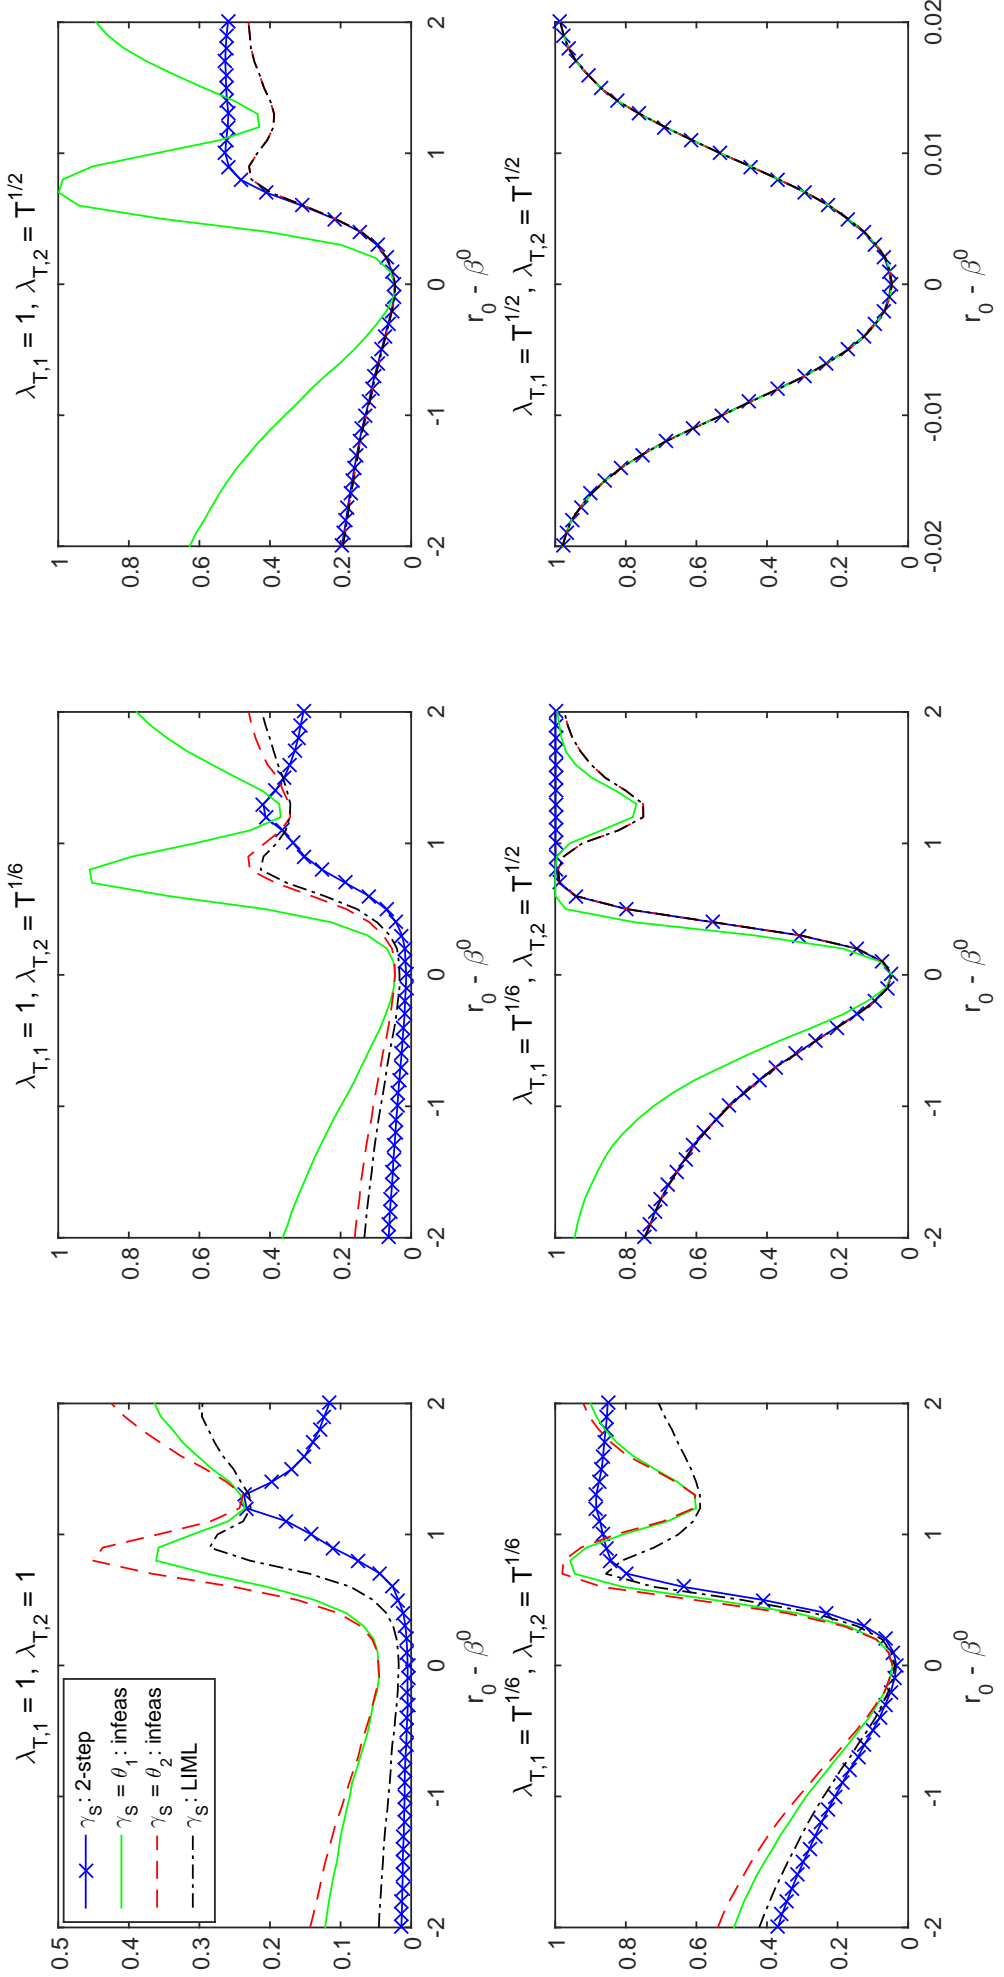 λT,1 = 1, λT,2 = 1
0.5
0.4
0.3
0.2
0.1
0
γS : 2-step
γS = θ1 : infeas
γS = θ2 : infeas
γS : LIML
-2 -1 0 1 2
r0 - β0
λT,1 = 1, λT,2 = T1/6
1
0.8
0.6
0.4
0.2
0
-2 -1 0 1 2
r0 - β0
λT,1 = 1, λT,2 = T1/2
1
0.8
0.6
0.4
0.2
0
-2 -1 0 1 2
r0 - β0
λT,1 = T1/6, λT,2 = T1/6
1
0.8
0.6
0.4
0.2
0
-2 -1 0 1 2
r0 - β0
λT,1 = T1/6, λT,2 = T1/2
1
0.8
0.6
0.4
0.2
0
-2 -1 0 1 2
r0 - β0
λT,1 = T1/2, λT,2 = T1/2
1
0.8
0.6
0.4
0.2
0
-0.02 -0.01 0 0.01 0.02
r0 - β0